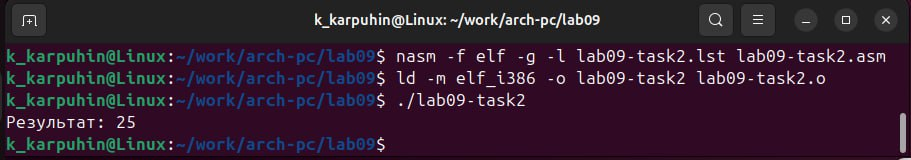 k_karpuhin@Linux: ~/work/arch-pc/lab09
k_karpuhin@Linux:~/work/arch-pc/lab09$ nasm -f elf -g -l lab09-task2.lst lab09-task2.asm
k_karpuhin@Linux:~/work/arch-pc/lab09$ ld -m elf_i386 -o lab09-task2 lab09-task2.o
k_karpuhin@Linux:~/work/arch-pc/lab09$ ./lab09-task2
Результат: 25
k_karpuhin@Linux:~/work/arch-pc/lab09$